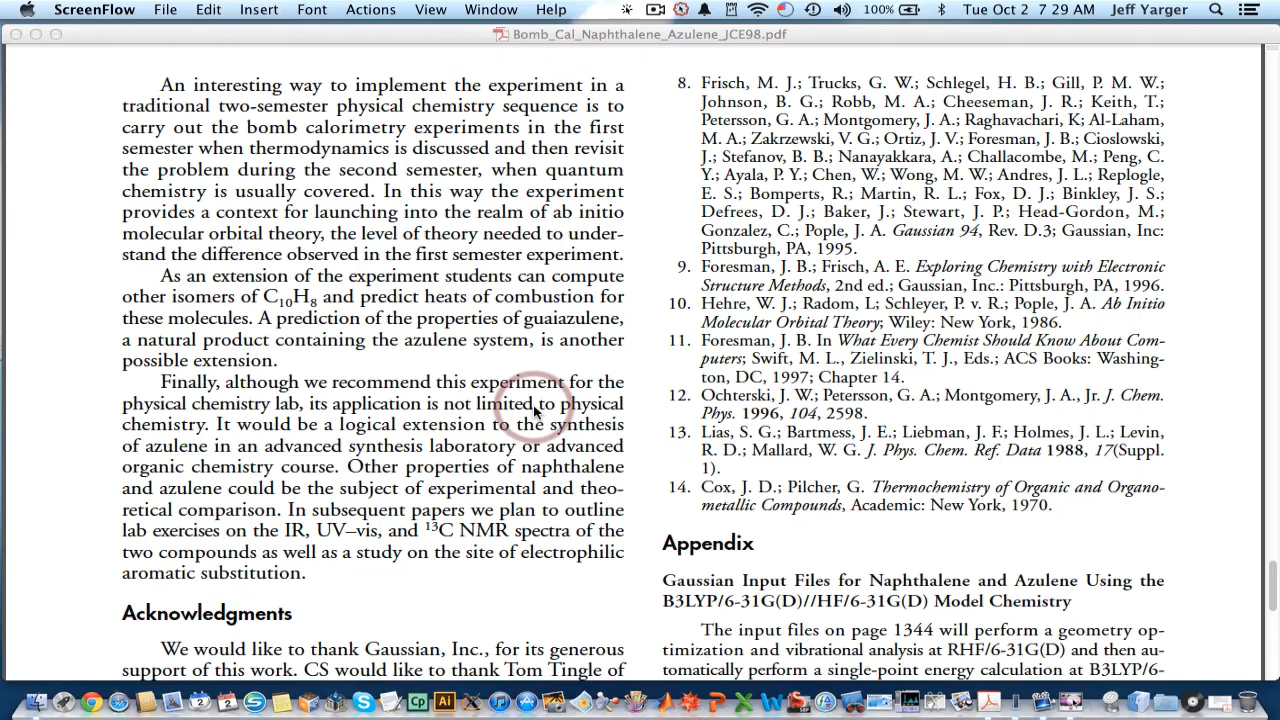 ScreenFlow File Edit Insert Font Actions View Window Help 100% Tue Oct 2 7:29 AM Jeff Yarger
Bomb_Cal_Naphthalene_Azulene_JCE98.pdf
An interesting way to implement the experiment in a
traditional two-semester physical chemistry sequence is to
carry out the bomb calorimetry experiments in the first
semester when thermodynamics is discussed and then revisit
the problem during the second semester, when quantum
chemistry is usually covered. In this way the experiment
provides a context for launching into the realm of ab initio
molecular orbital theory, the level of theory needed to under-
stand the difference observed in the first semester experiment.
As an extension of the experiment students can compute
other isomers of C₁₀H₈ and predict heats of combustion for
these molecules. A prediction of the properties of guaiazulene,
a natural product containing the azulene system, is another
possible extension.
Finally, although we recommend this experiment for the
physical chemistry lab, its application is not limited to physical
chemistry. It would be a logical extension to the synthesis
of azulene in an advanced synthesis laboratory or advanced
organic chemistry course. Other properties of naphthalene
and azulene could be the subject of experimental and theo-
retical comparison. In subsequent papers we plan to outline
lab exercises on the IR, UV–vis, and ¹³C NMR spectra of the
two compounds as well as a study on the site of electrophilic
aromatic substitution.
Acknowledgments
We would like to thank Gaussian, Inc., for its generous
support of this work. CS would like to thank Tom Tingle of
8. Frisch, M. J.; Trucks, G. W.; Schlegel, H. B.; Gill, P. M. W.;
Johnson, B. G.; Robb, M. A.; Cheeseman, J. R.; Keith, T.;
Petersson, G. A.; Montgomery, J. A.; Raghavachari, K; Al-Laham,
M. A.; Zakrzewski, V. G.; Ortiz, J. V.; Foresman, J. B.; Cioslowski,
J.; Stefanov, B. B.; Nanayakkara, A.; Challacombe, M.; Peng, C.
Y.; Ayala, P. Y.; Chen, W.; Wong, M. W.; Andres, J. L.; Replogle,
E. S.; Bomperts, R.; Martin, R. L.; Fox, D. J.; Binkley, J. S.;
Defrees, D. J.; Baker, J.; Stewart, J. P.; Head-Gordon, M.;
Gonzalez, C.; Pople, J. A. Gaussian 94, Rev. D.3; Gaussian, Inc:
Pittsburgh, PA, 1995.
9. Foresman, J. B.; Frisch, A. E. Exploring Chemistry with Electronic
Structure Methods, 2nd ed.; Gaussian, Inc.: Pittsburgh, PA, 1996.
10. Hehre, W. J.; Radom, L; Schleyer, P. v. R.; Pople, J. A. Ab Initio
Molecular Orbital Theory; Wiley: New York, 1986.
11. Foresman, J. B. In What Every Chemist Should Know About Com-
puters; Swift, M. L., Zielinski, T. J., Eds.; ACS Books: Washing-
ton, DC, 1997; Chapter 14.
12. Ochterski, J. W.; Petersson, G. A.; Montgomery, J. A., Jr. J. Chem.
Phys. 1996, 104, 2598.
13. Lias, S. G.; Bartmess, J. E.; Liebman, J. F.; Holmes, J. L.; Levin,
R. D.; Mallard, W. G. J. Phys. Chem. Ref. Data 1988, 17(Suppl.
1).
14. Cox, J. D.; Pilcher, G. Thermochemistry of Organic and Organo-
metallic Compounds, Academic: New York, 1970.
Appendix
Gaussian Input Files for Naphthalene and Azulene Using the
B3LYP/6-31G(D)//HF/6-31G(D) Model Chemistry
The input files on page 1344 will perform a geometry op-
timization and vibrational analysis at RHF/6-31G(D) and then au-
tomatically perform a single-point energy calculation at B3LYP/6-